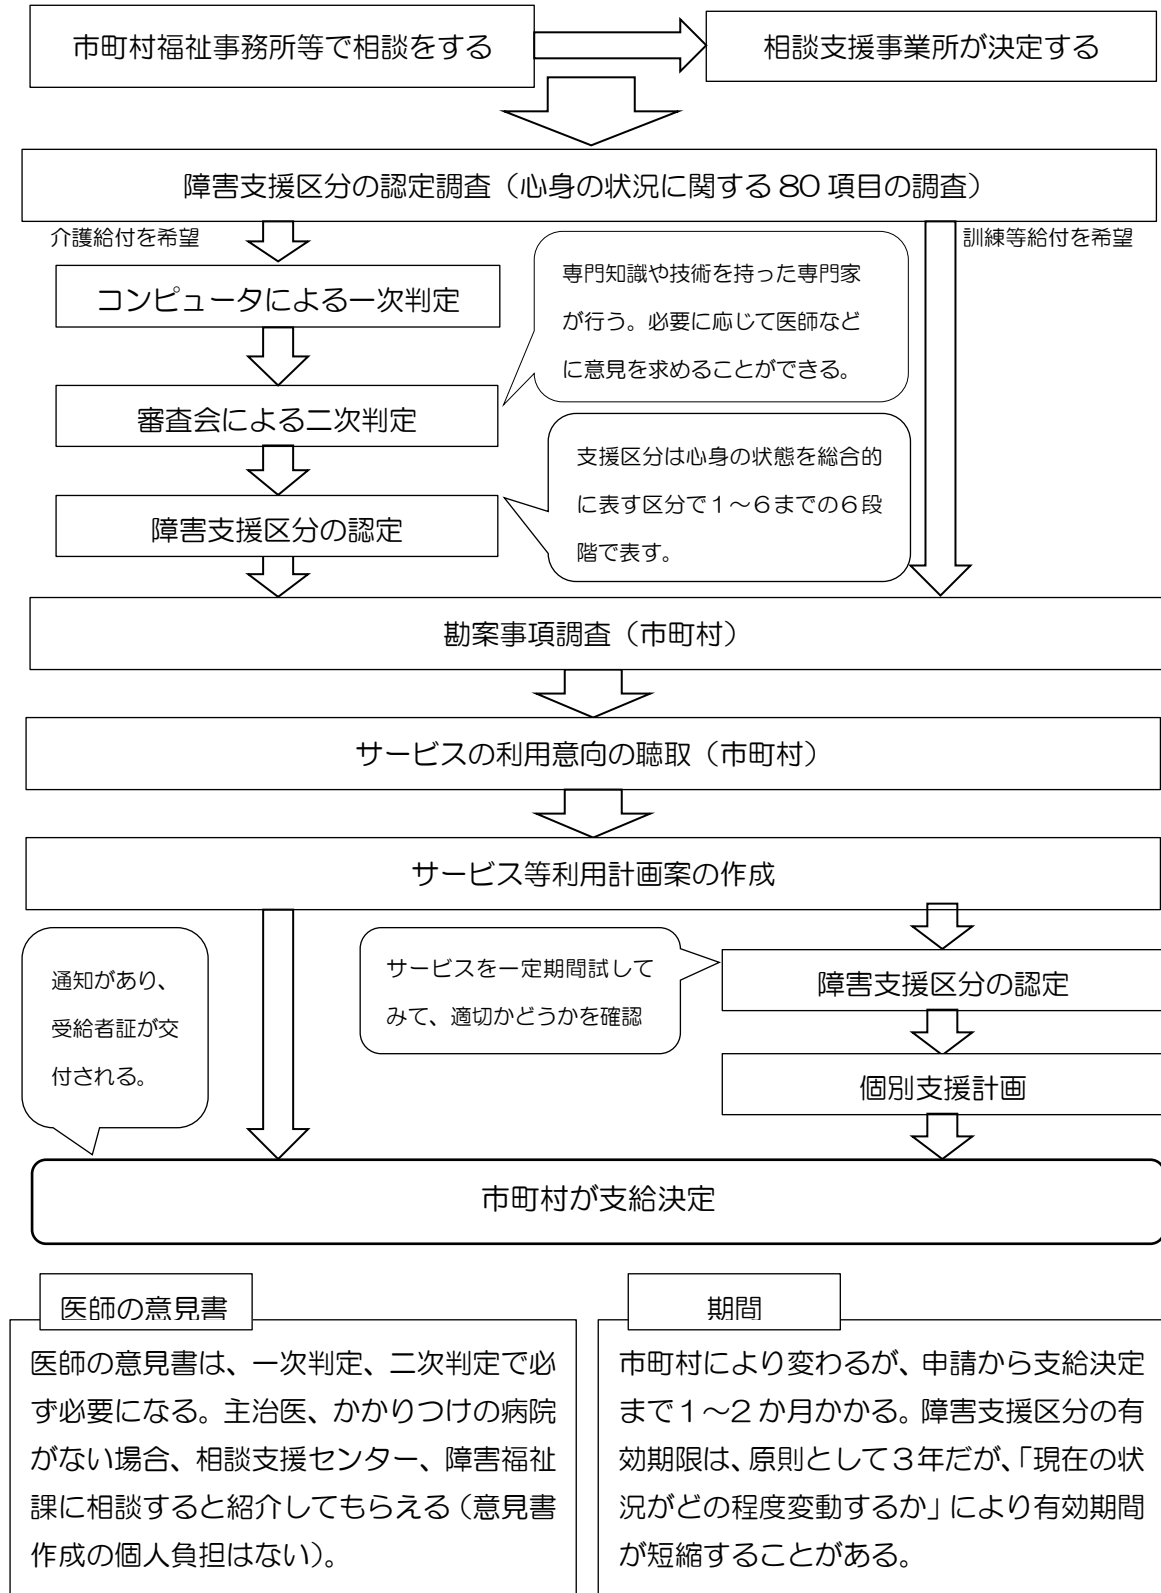 市町村福祉事務所等で相談をする
相談支援事業所が決定する
障害支援区分の認定調査（心身の状況に関する80項目の調査）
介護給付を希望
訓練等給付を希望
コンピュータによる一次判定
専門知識や技術を持った専門家
が行う。必要に応じて医師など
に意見を求めることができる。
審査会による二次判定
支援区分は心身の状態を総合的
に表す区分で１～６までの６段
階で表す。
障害支援区分の認定
勘案事項調査（市町村）
サービスの利用意向の聴取（市町村）
サービス等利用計画案の作成
通知があり、
受給者証が交
付される。
サービスを一定期間試して
みて、適切かどうかを確認
障害支援区分の認定
個別支援計画
市町村が支給決定
医師の意見書
医師の意見書は、一次判定、二次判定で必
ず必要になる。主治医、かかりつけの病院
がない場合、相談支援センター、障害福祉
課に相談すると紹介してもらえる（意見書
作成の個人負担はない）。
期間
市町村により変わるが、申請から支給決定
まで１～２か月かかる。障害支援区分の有
効期限は、原則として３年だが、「現在の状
況がどの程度変動するか」により有効期間
が短縮することがある。